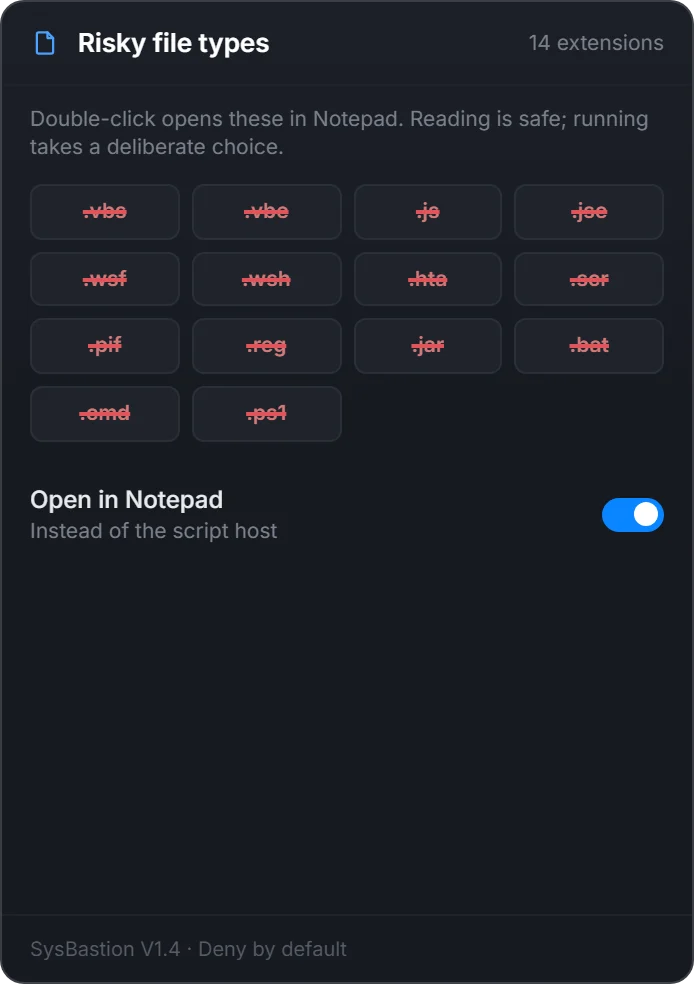 Risky file types
14 extensions
Double-click opens these in Notepad. Reading is safe; running
takes a deliberate choice.
.vbs .vbe .js .jse
.wsf .wsh .hta .scr
.pif .reg .jar .bat
.cmd .ps1
Open in Notepad
Instead of the script host
SysBastion V1.4 · Deny by default